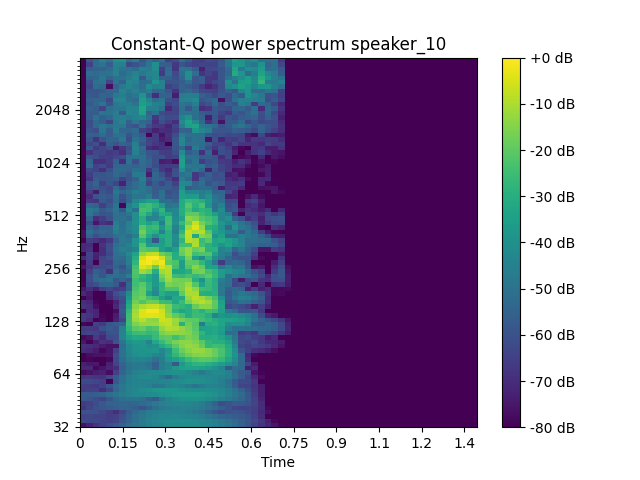 Constant-Q power spectrum speaker_10
+0 dB
-10 dB
-20 dB
-30 dB
-40 dB
-50 dB
-60 dB
-70 dB
-80 dB
2048
1024
512
256
128
64
32
Hz
0 0.15 0.3 0.45 0.6 0.75 0.9 1.1 1.2 1.4
Time